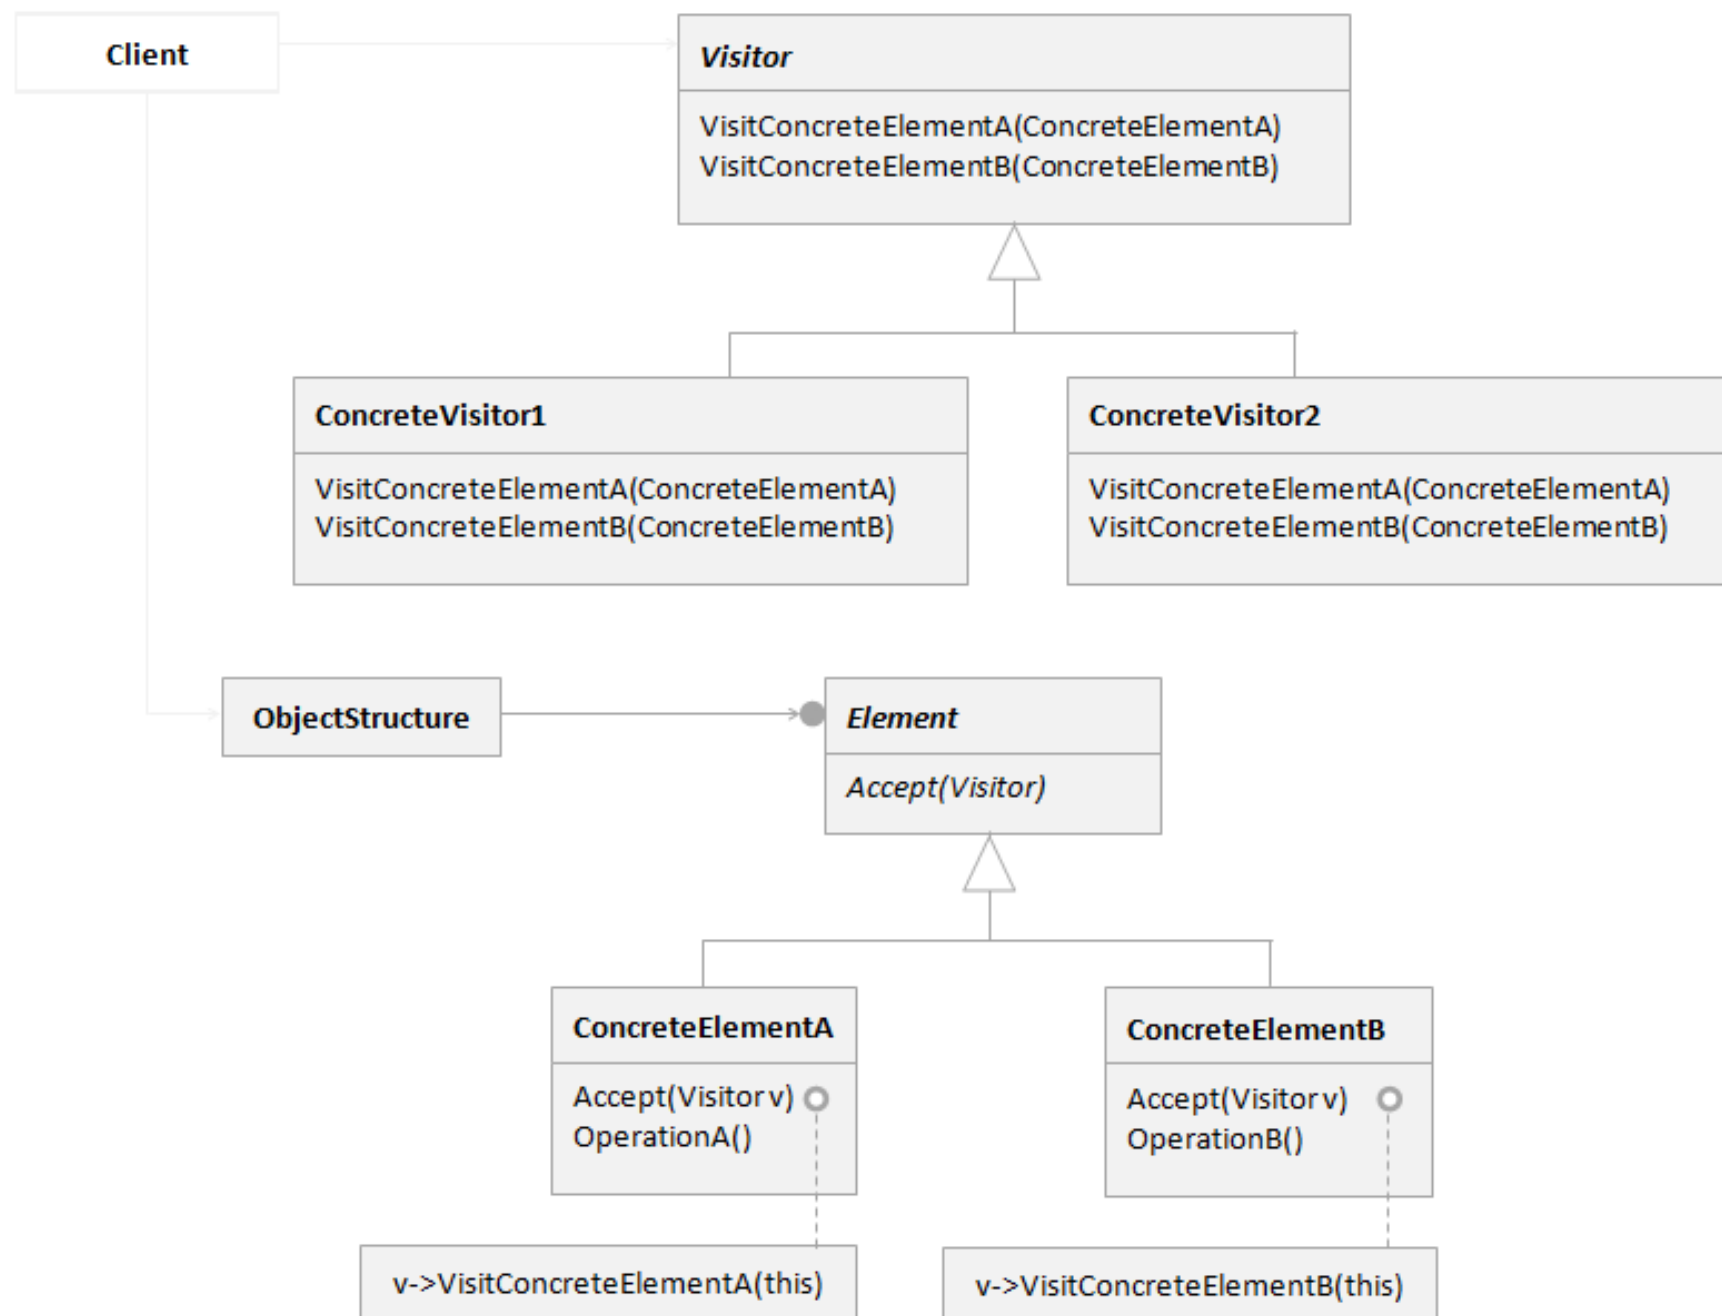 Client
Visitor
VisitConcreteElementA(ConcreteElementA)
VisitConcreteElementB(ConcreteElementB)
ConcreteVisitor1
VisitConcreteElementA(ConcreteElementA)
VisitConcreteElementB(ConcreteElementB)
ConcreteVisitor2
VisitConcreteElementA(ConcreteElementA)
VisitConcreteElementB(ConcreteElementB)
ObjectStructure
Element
Accept(Visitor)
ConcreteElementA
Accept(Visitor v)
OperationA()
ConcreteElementB
Accept(Visitor v)
OperationB()
v->VisitConcreteElementA(this)
v->VisitConcreteElementB(this)